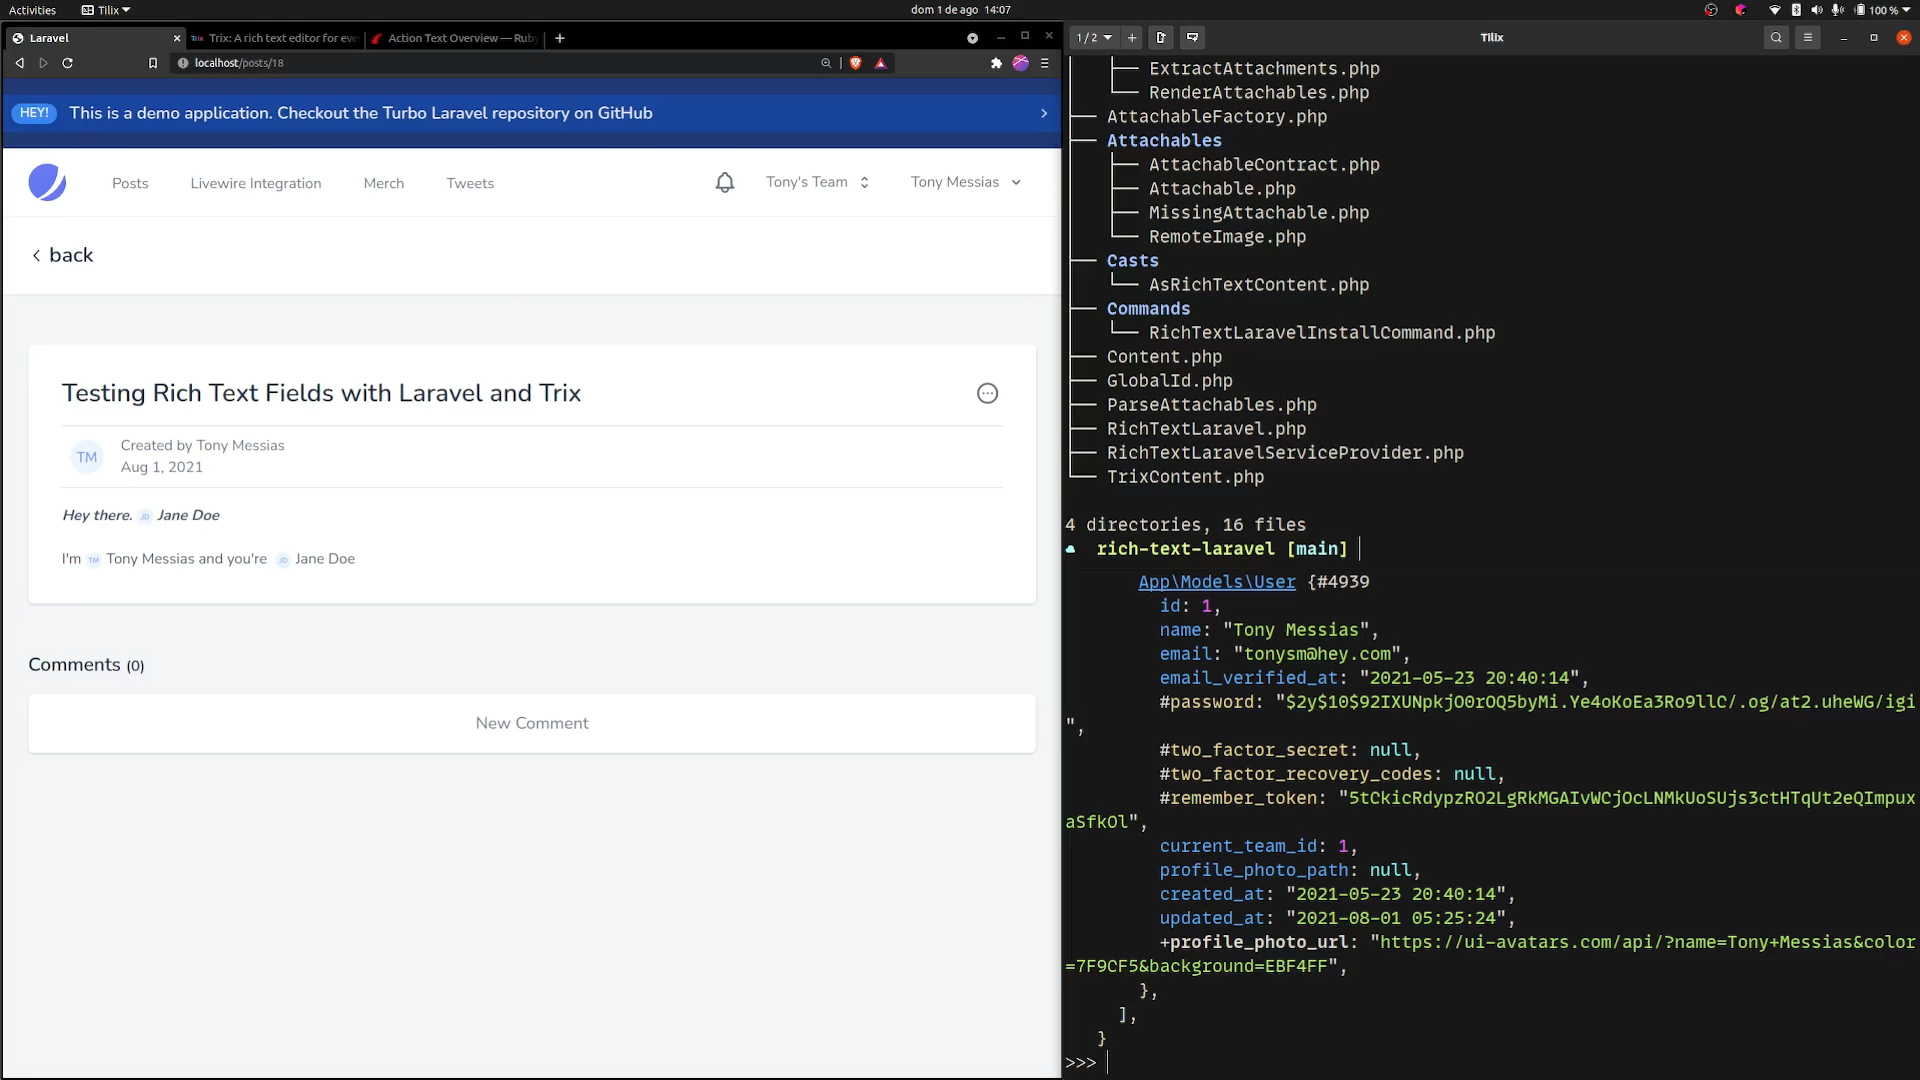 Activities
Tilix
dom 1 de ago 14:07
100 %
Laravel
Trix: A rich text editor for eve
Action Text Overview — Ruby
localhost/posts/18
HEY!
This is a demo application. Checkout the Turbo Laravel repository on GitHub
Posts
Livewire Integration
Merch
Tweets
Tony's Team
Tony Messias
back
Testing Rich Text Fields with Laravel and Trix
TM
Created by Tony Messias
Aug 1, 2021
Hey there. JD Jane Doe
I'm TM Tony Messias and you're JD Jane Doe
Comments (0)
New Comment
1/2
Tilix
├── ExtractAttachments.php
└── RenderAttachables.php
├── AttachableFactory.php
├── Attachables
├── AttachableContract.php
├── Attachable.php
├── MissingAttachable.php
└── RemoteImage.php
├── Casts
└── AsRichTextContent.php
├── Commands
└── RichTextLaravelInstallCommand.php
├── Content.php
├── GlobalId.php
├── ParseAttachables.php
├── RichTextLaravel.php
├── RichTextLaravelServiceProvider.php
└── TrixContent.php
4 directories, 16 files
rich-text-laravel [main]
App\Models\User {#4939
id: 1,
name: "Tony Messias",
email: "tonysm@hey.com",
email_verified_at: "2021-05-23 20:40:14",
#password: "$2y$10$92IXUNpkjO0rOQ5byMi.Ye4oKoEa3Ro9llC/.og/at2.uheWG/igi
",
#two_factor_secret: null,
#two_factor_recovery_codes: null,
#remember_token: "5tCkicRdypzRO2LgRkMGAIvWCjOcLNMkUoSUjs3ctHTqUt2eQImpux
aSfkOl",
current_team_id: 1,
profile_photo_path: null,
created_at: "2021-05-23 20:40:14",
updated_at: "2021-08-01 05:25:24",
+profile_photo_url: "https://ui-avatars.com/api/?name=Tony+Messias&color
=7F9CF5&background=EBF4FF",
},
],
}
>>>